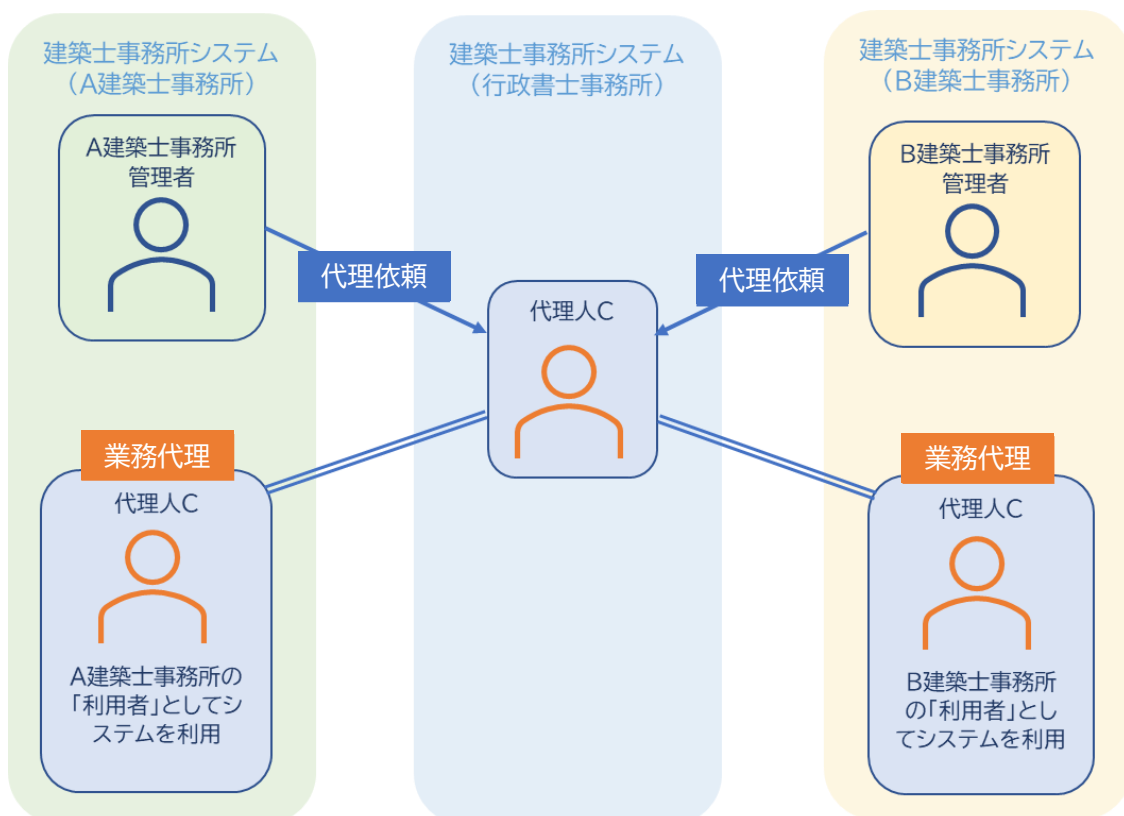 建築士事務所システム
（A建築士事務所）
建築士事務所システム
（行政書士事務所）
建築士事務所システム
（B建築士事務所）
A建築士事務所
管理者
B建築士事務所
管理者
代理依頼
代理依頼
代理人C
業務代理
代理人C
A建築士事務所の
「利用者」としてシ
ステムを利用
業務代理
代理人C
B建築士事務所
の「利用者」とし
てシステムを利用